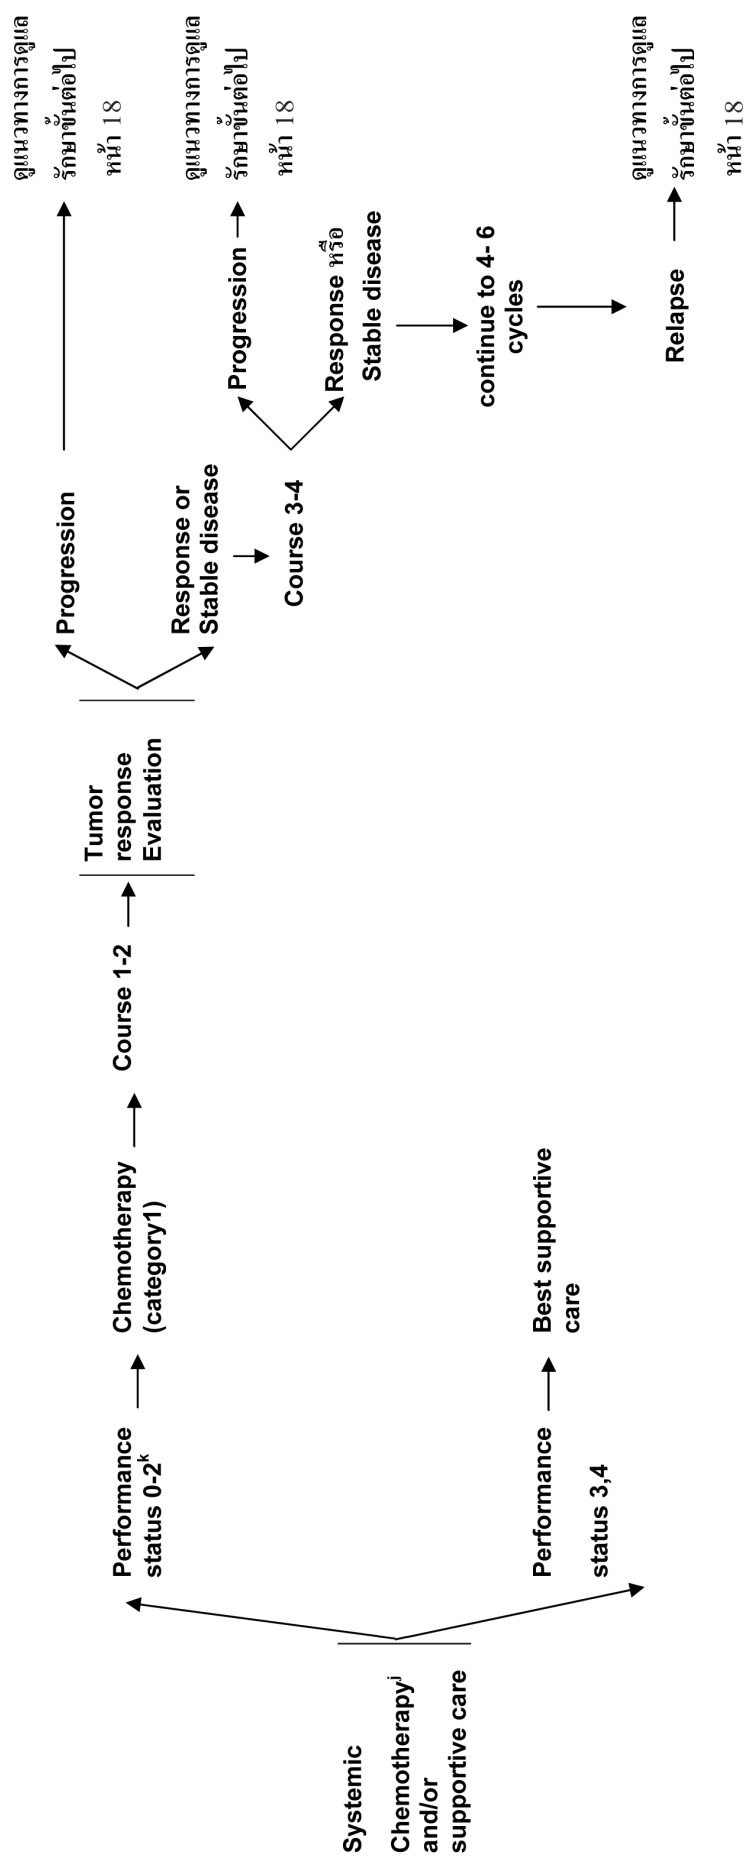 Systemic
Chemotherapyʲ
and/or
supportive care
Performance
status 0-2ᵏ
Chemotherapy
(category1)
Course 1-2
Tumor
response
Evaluation
Progression
ดูแนวทางการดูแล
รักษาขั้นต่อไป
หน้า 18
Response or
Stable disease
Course 3-4
Progression
ดูแนวทางการดูแล
รักษาขั้นต่อไป
หน้า 18
Response หรือ
Stable disease
continue to 4- 6
cycles
Relapse
ดูแนวทางการดูแล
รักษาขั้นต่อไป
หน้า 18
Performance
status 3,4
Best supportive
care